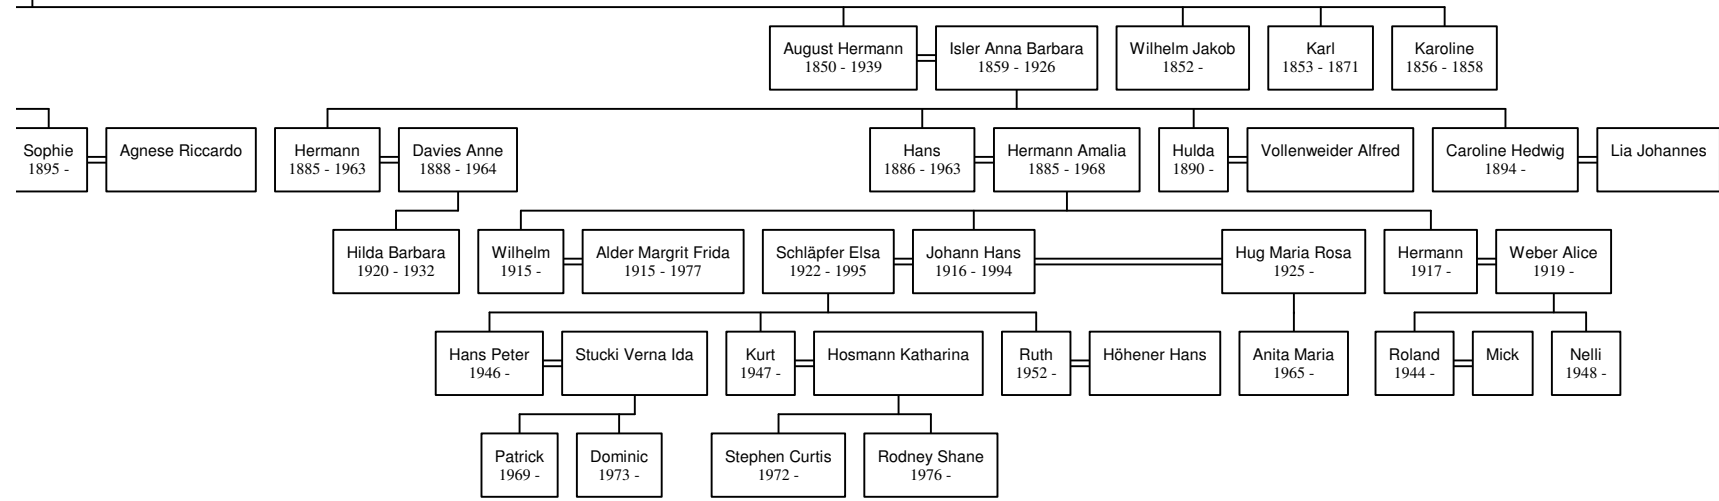 August Hermann
1850 - 1939
Isler Anna Barbara
1859 - 1926
Wilhelm Jakob
1852 -
Karl
1853 - 1871
Karoline
1856 - 1858
Sophie
1895 -
Agnese Riccardo
Hermann
1885 - 1963
Davies Anne
1888 - 1964
Hans
1886 - 1963
Hermann Amalia
1885 - 1968
Hulda
1890 -
Vollenweider Alfred
Caroline Hedwig
1894 -
Lia Johannes
Hilda Barbara
1920 - 1932
Wilhelm
1915 -
Alder Margrit Frida
1915 - 1977
Schläpfer Elsa
1922 - 1995
Johann Hans
1916 - 1994
Hug Maria Rosa
1925 -
Hermann
1917 -
Weber Alice
1919 -
Hans Peter
1946 -
Stucki Verna Ida
Kurt
1947 -
Hosmann Katharina
Ruth
1952 -
Höhener Hans
Anita Maria
1965 -
Roland
1944 -
Mick
Nelli
1948 -
Patrick
1969 -
Dominic
1973 -
Stephen Curtis
1972 -
Rodney Shane
1976 -